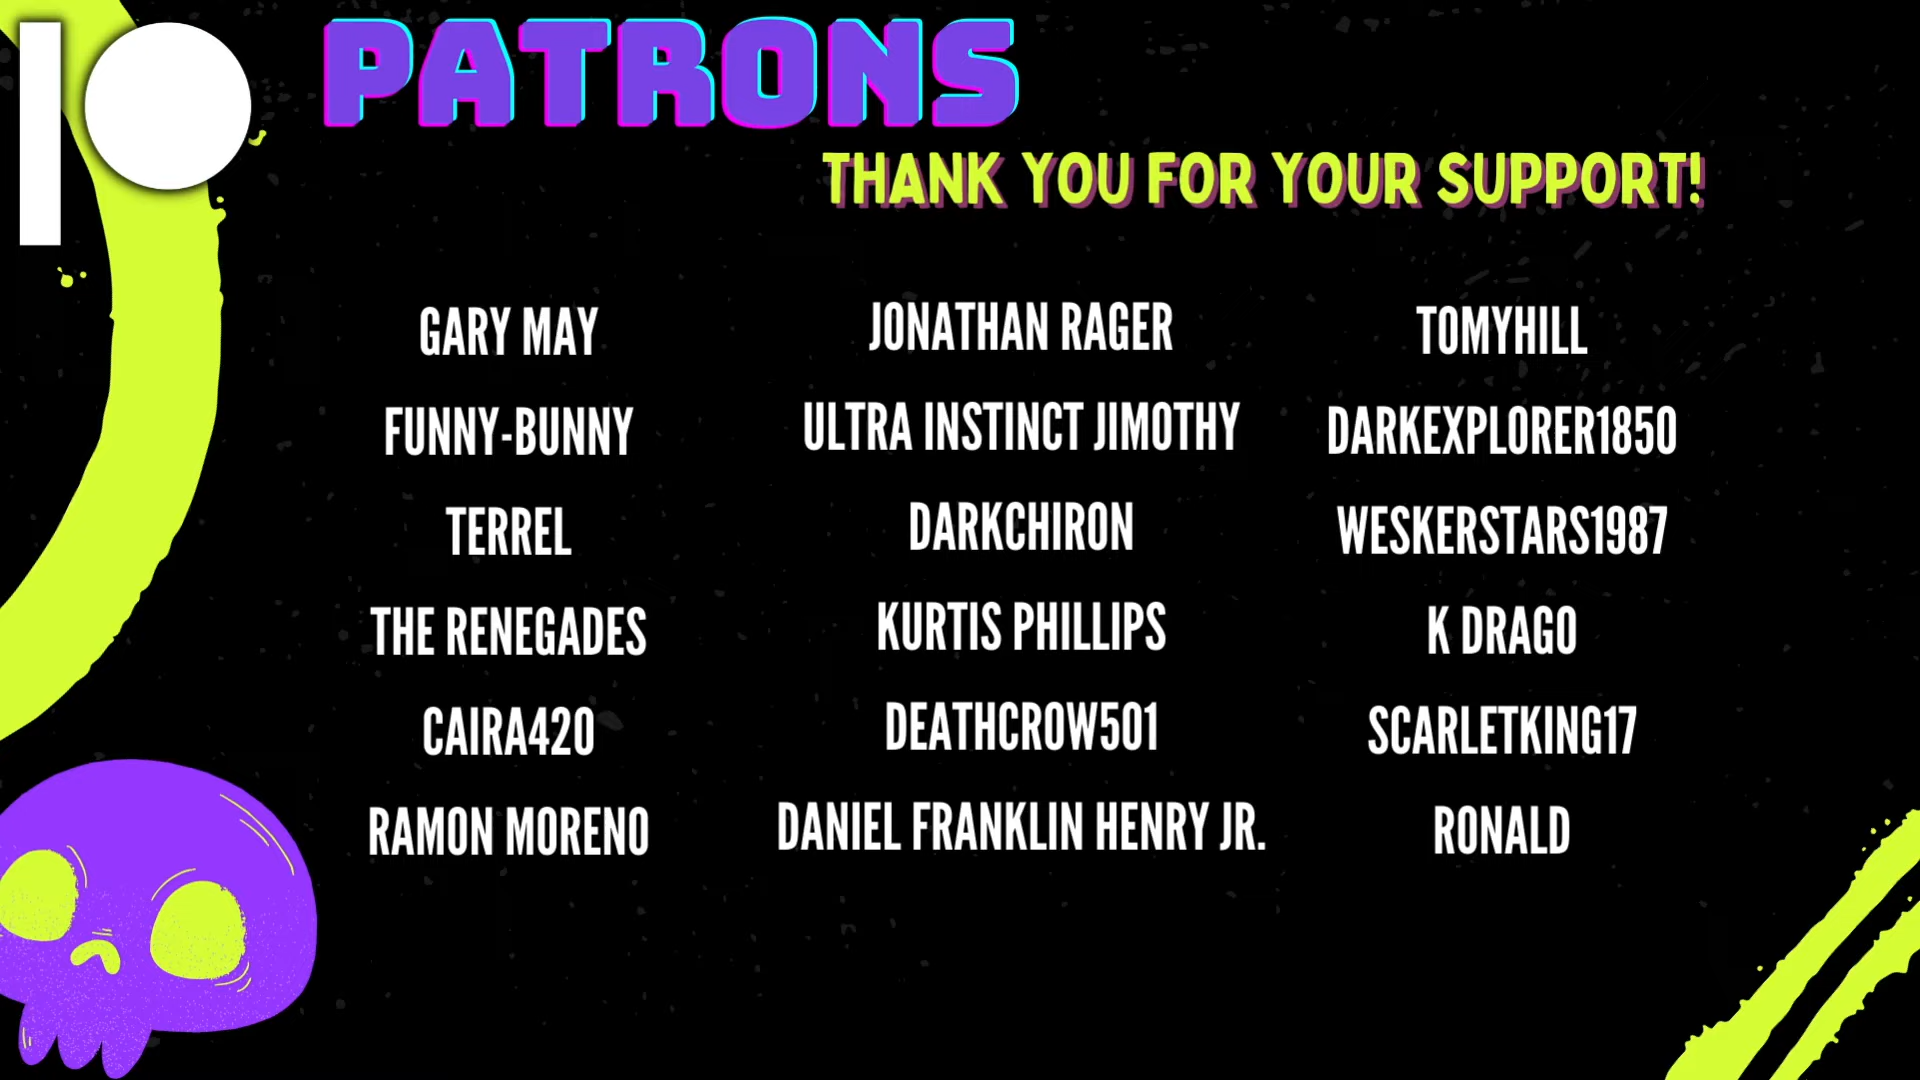 PATRONS
THANK YOU FOR YOUR SUPPORT!
GARY MAY
FUNNY-BUNNY
TERREL
THE RENEGADES
CAIRA420
RAMON MORENO
JONATHAN RAGER
ULTRA INSTINCT JIMOTHY
DARKCHIRON
KURTIS PHILLIPS
DEATHCROW501
DANIEL FRANKLIN HENRY JR.
TOMYHILL
DARKEXPLORER1850
WESKERSTARS1987
K DRAGO
SCARLETKING17
RONALD